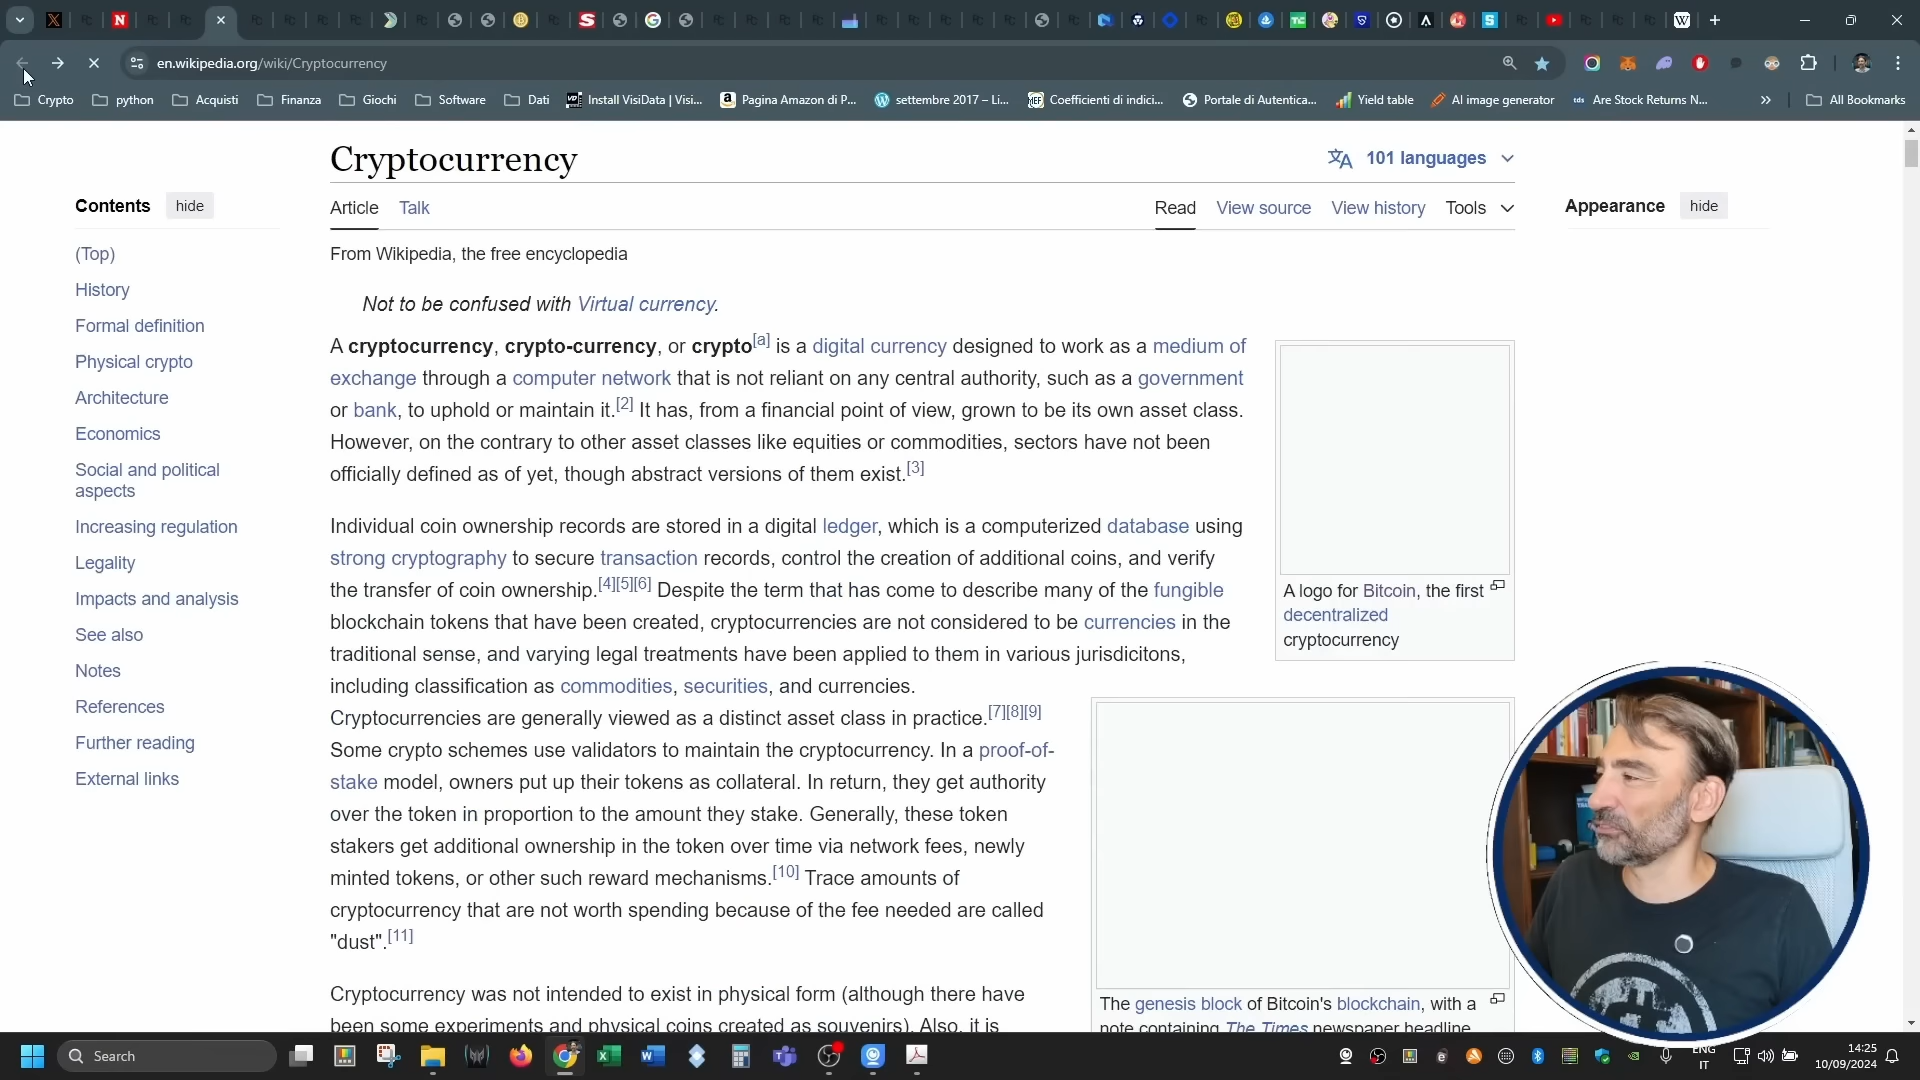 en.wikipedia.org/wiki/Cryptocurrency
Crypto
python
Acquisti
Finanza
Giochi
Software
Dati
Install VisiData | Visi...
Pagina Amazon di P...
settembre 2017 – Li...
Coefficienti di indici...
Portale di Autentica...
Yield table
AI image generator
Are Stock Returns N...
All Bookmarks
Cryptocurrency
101 languages
Contents
hide
Article
Talk
Read
View source
View history
Tools
Appearance
hide
(Top)
History
Formal definition
Physical crypto
Architecture
Economics
Social and political
aspects
Increasing regulation
Legality
Impacts and analysis
See also
Notes
References
Further reading
External links
From Wikipedia, the free encyclopedia
Not to be confused with Virtual currency.
A cryptocurrency, crypto-currency, or crypto[a] is a digital currency designed to work as a medium of
exchange through a computer network that is not reliant on any central authority, such as a government
or bank, to uphold or maintain it.[2] It has, from a financial point of view, grown to be its own asset class.
However, on the contrary to other asset classes like equities or commodities, sectors have not been
officially defined as of yet, though abstract versions of them exist.[3]
Individual coin ownership records are stored in a digital ledger, which is a computerized database using
strong cryptography to secure transaction records, control the creation of additional coins, and verify
the transfer of coin ownership.[4][5][6] Despite the term that has come to describe many of the fungible
blockchain tokens that have been created, cryptocurrencies are not considered to be currencies in the
traditional sense, and varying legal treatments have been applied to them in various jurisdicitons,
including classification as commodities, securities, and currencies.
Cryptocurrencies are generally viewed as a distinct asset class in practice.[7][8][9]
Some crypto schemes use validators to maintain the cryptocurrency. In a proof-of-
stake model, owners put up their tokens as collateral. In return, they get authority
over the token in proportion to the amount they stake. Generally, these token
stakers get additional ownership in the token over time via network fees, newly
minted tokens, or other such reward mechanisms.[10] Trace amounts of
cryptocurrency that are not worth spending because of the fee needed are called
"dust".[11]
Cryptocurrency was not intended to exist in physical form (although there have
been some experiments and physical coins created as souvenirs). Also, it is
A logo for Bitcoin, the first
decentralized
cryptocurrency
The genesis block of Bitcoin's blockchain, with a
note containing The Times newspaper headline
Search
ENG
IT
14:25
10/09/2024